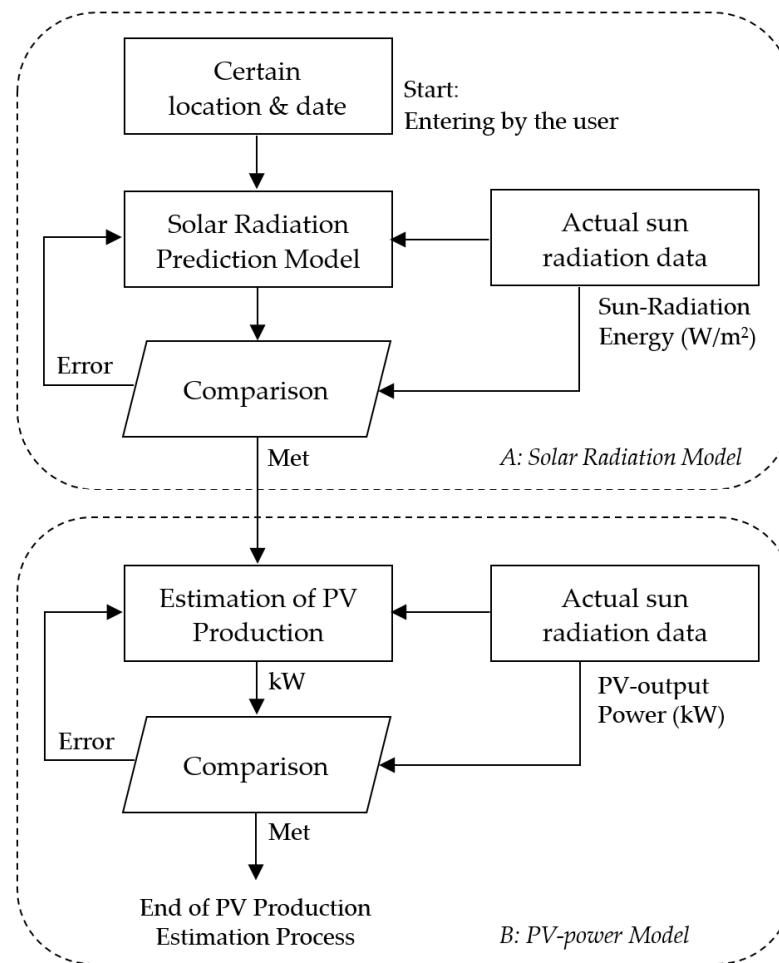 Certain
location & date
Start:
Entering by the user
Solar Radiation
Prediction Model
Actual sun
radiation data
Sun-Radiation
Energy (W/m²)
Error
Comparison
Met
A: Solar Radiation Model
Estimation of PV
Production
Actual sun
radiation data
kW
PV-output
Power (kW)
Error
Comparison
Met
End of PV Production
Estimation Process
B: PV-power Model